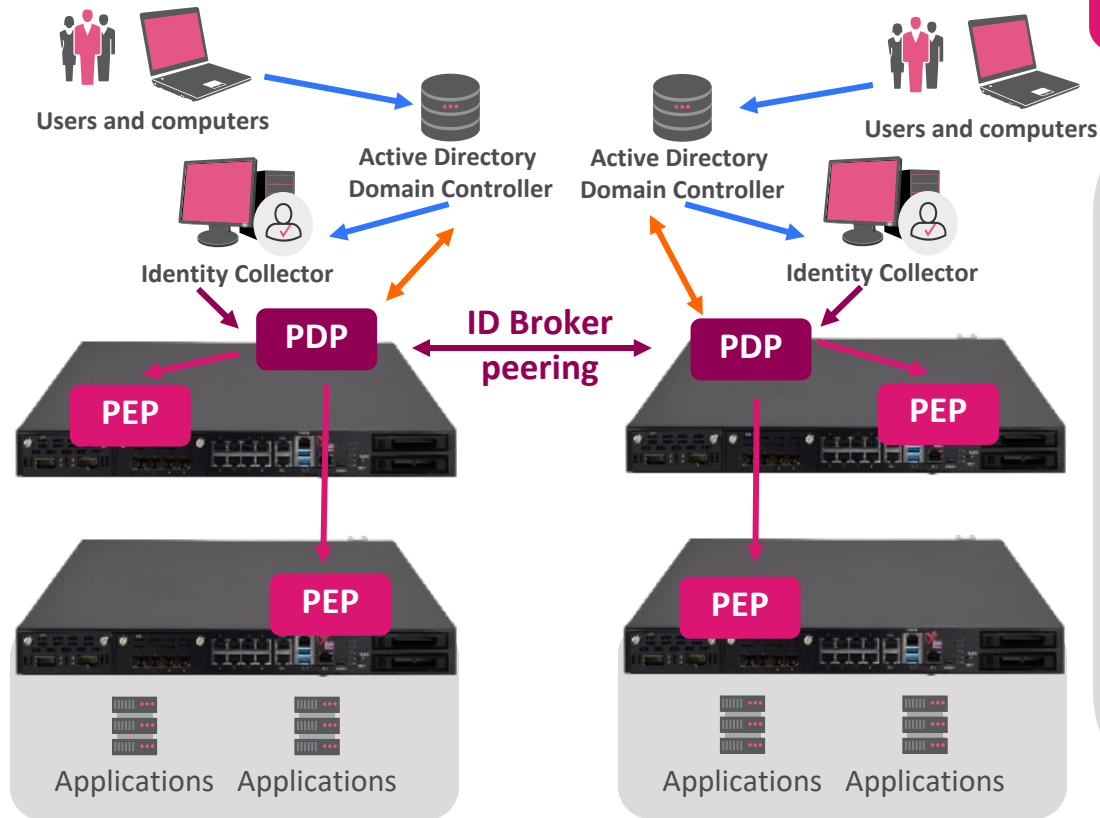 Users and computers
Users and computers
Active Directory
Domain Controller
Active Directory
Domain Controller
Identity Collector
Identity Collector
PDP
ID Broker
peering
PDP
PEP
PEP
PEP
PEP
Applications
Applications
Applications
Applications